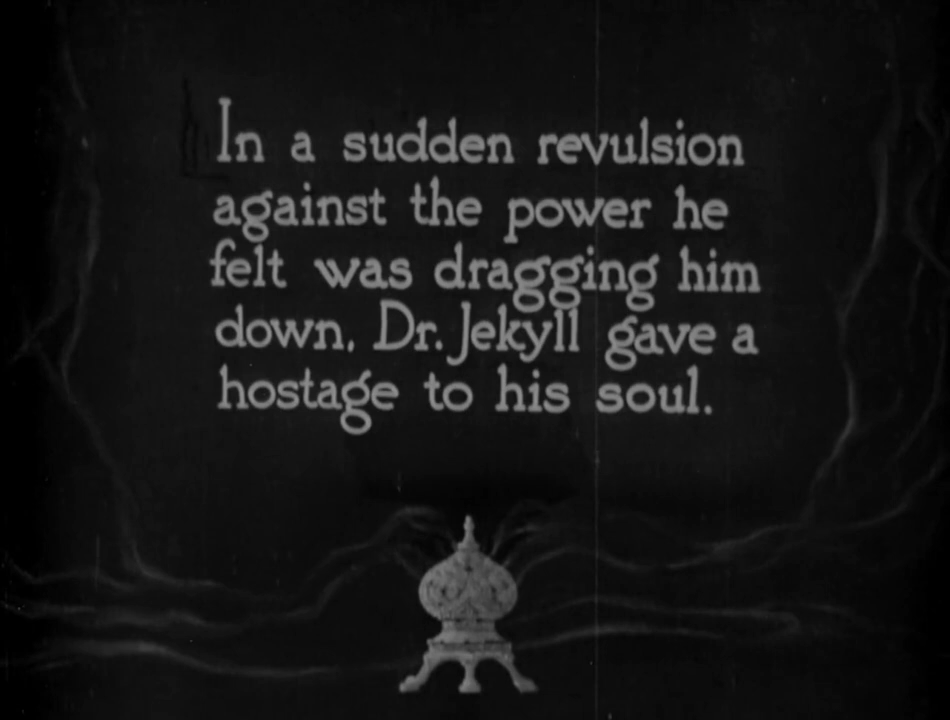 In a sudden revulsion
against the power he
felt was dragging him
down, Dr. Jekyll gave a
hostage to his soul.